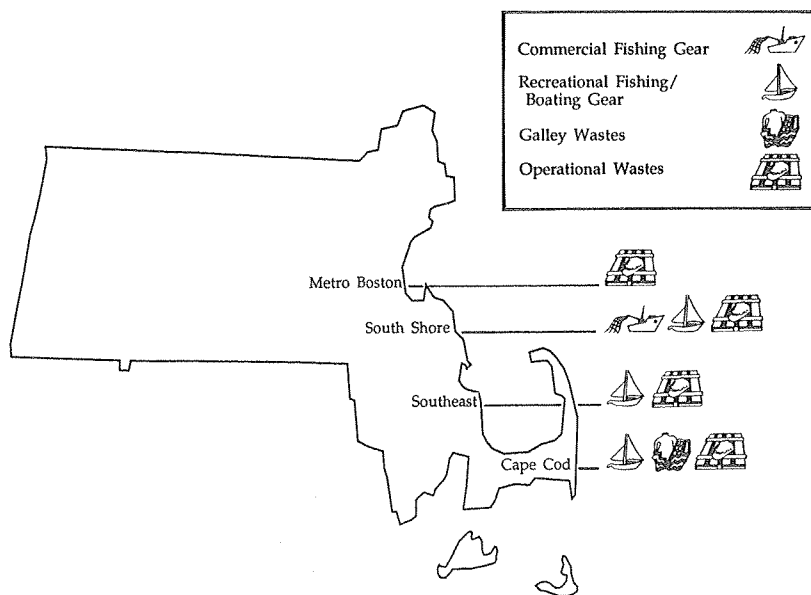 Commercial Fishing Gear
Recreational Fishing/
Boating Gear
Galley Wastes
Operational Wastes
Metro Boston
South Shore
Southeast
Cape Cod